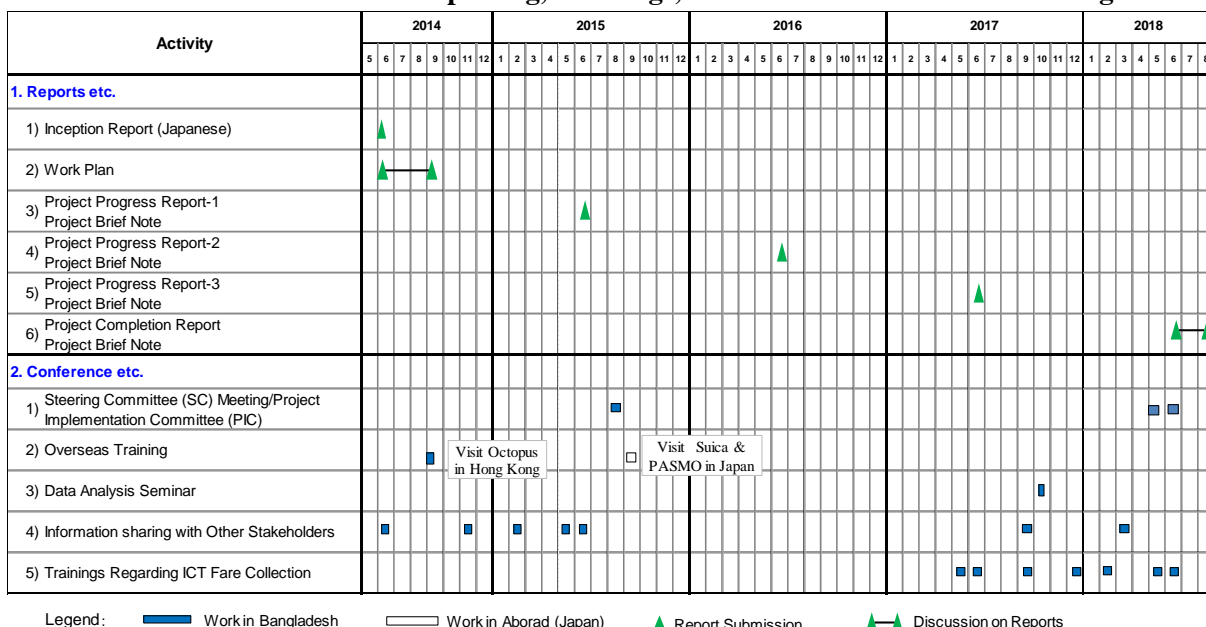 Activity
2014 2015 2016 2017 2018
5 6 7 8 9 10 11 12 1 2 3 4 5 6 7 8 9 10 11 12 1 2 3 4 5 6 7 8 9 10 11 12 1 2 3 4 5 6 7 8 9 10 11 12 1 2 3 4 5 6 7 8
1. Reports etc.
1) Inception Report (Japanese)
2) Work Plan
3) Project Progress Report-1
Project Brief Note
4) Project Progress Report-2
Project Brief Note
5) Project Progress Report-3
Project Brief Note
6) Project Completion Report
Project Brief Note
2. Conference etc.
1) Steering Committee (SC) Meeting/Project
Implementation Committee (PIC)
2) Overseas Training
Visit Octopus
in Hong Kong
Visit Suica &
PASMO in Japan
3) Data Analysis Seminar
4) Information sharing with Other Stakeholders
5) Trainings Regarding ICT Fare Collection
Legend: Work in Bangladesh Work in Aborad (Japan) Report Submission Discussion on Reports